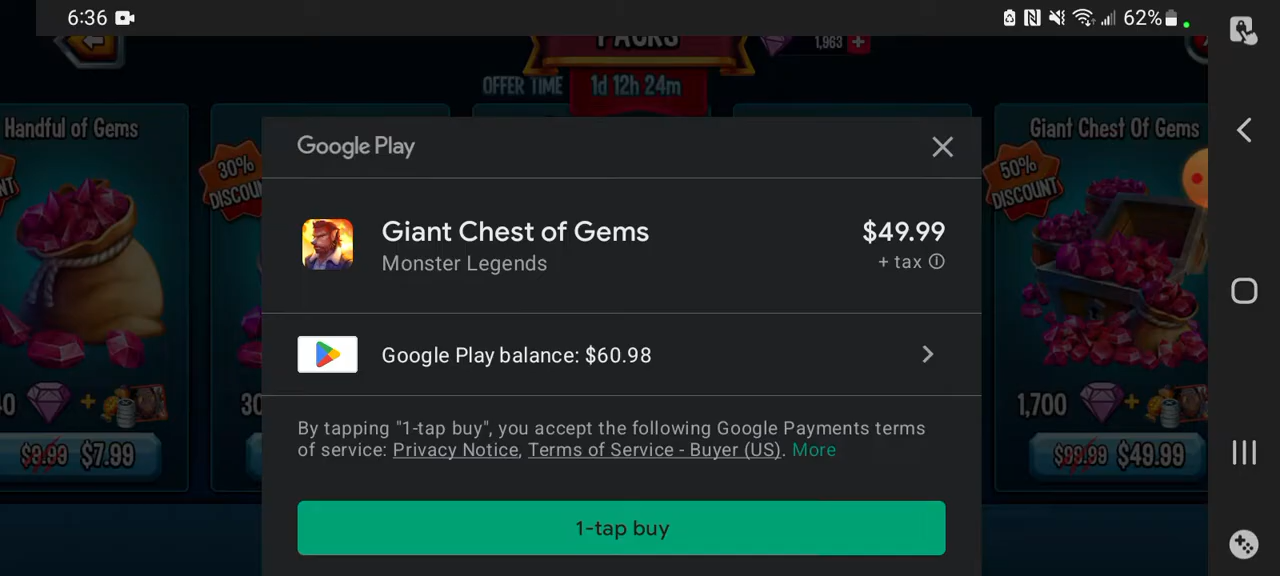 6:36
62%
PACKS
1,963
OFFER TIME 1d 12h 24m
Handful of Gems
30%
DISCOUNT
Giant Chest Of Gems
50%
DISCOUNT
Google Play
Giant Chest of Gems
$49.99
Monster Legends
+ tax
Google Play balance: $60.98
By tapping "1-tap buy", you accept the following Google Payments terms
of service: Privacy Notice, Terms of Service - Buyer (US). More
1-tap buy
1,700
$9.99 $7.99
$99.99 $49.99